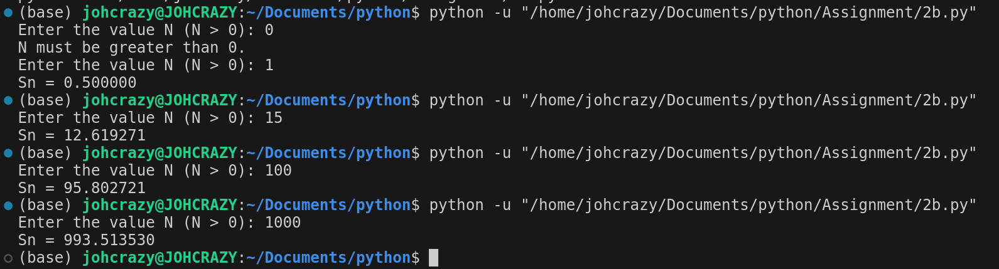 (base) johcrazy@JOHCRAZY:~/Documents/python$ python -u "/home/johcrazy/Documents/python/Assignment/2b.py"
Enter the value N (N > 0): 0
N must be greater than 0.
Enter the value N (N > 0): 1
Sn = 0.500000
(base) johcrazy@JOHCRAZY:~/Documents/python$ python -u "/home/johcrazy/Documents/python/Assignment/2b.py"
Enter the value N (N > 0): 15
Sn = 12.619271
(base) johcrazy@JOHCRAZY:~/Documents/python$ python -u "/home/johcrazy/Documents/python/Assignment/2b.py"
Enter the value N (N > 0): 100
Sn = 95.802721
(base) johcrazy@JOHCRAZY:~/Documents/python$ python -u "/home/johcrazy/Documents/python/Assignment/2b.py"
Enter the value N (N > 0): 1000
Sn = 993.513530
(base) johcrazy@JOHCRAZY:~/Documents/python$